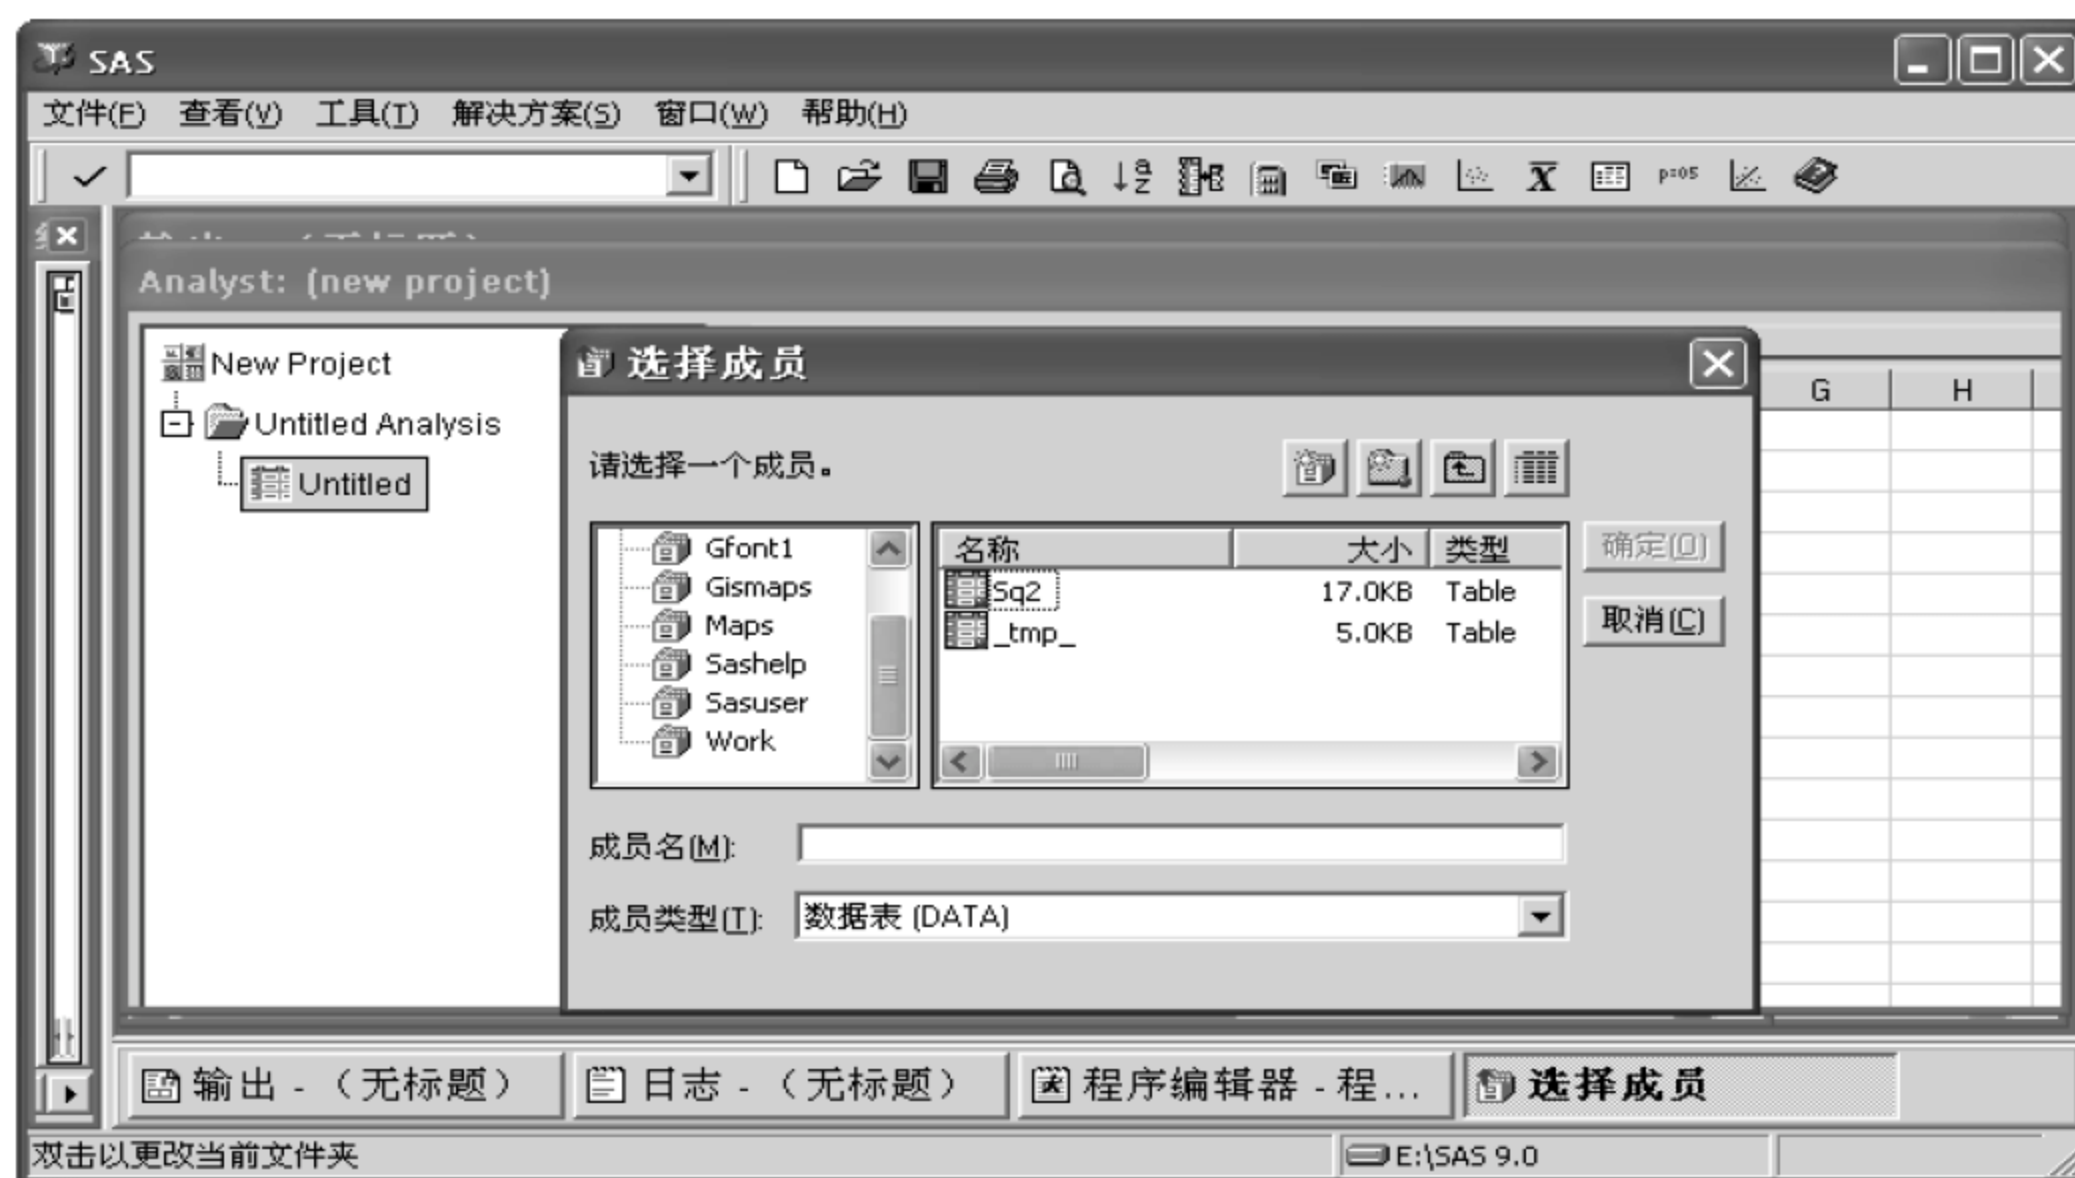 SAS
文件(F) 查看(V) 工具(T) 解决方案(S) 窗口(W) 帮助(H)
p=05
Analyst: (new project)
New Project
Untitled Analysis
Untitled
选择成员
G H
请选择一个成员。
Gfont1
Gismaps
Maps
Sashelp
Sasuser
Work
名称 大小 类型
Sq2 17.0KB Table
_tmp_ 5.0KB Table
确定(O)
取消(C)
成员名(M):
成员类型(T): 数据表 (DATA)
输出 - (无标题) 日志 - (无标题) 程序编辑器 - 程... 选择成员
双击以更改当前文件夹 E:\SAS 9.0